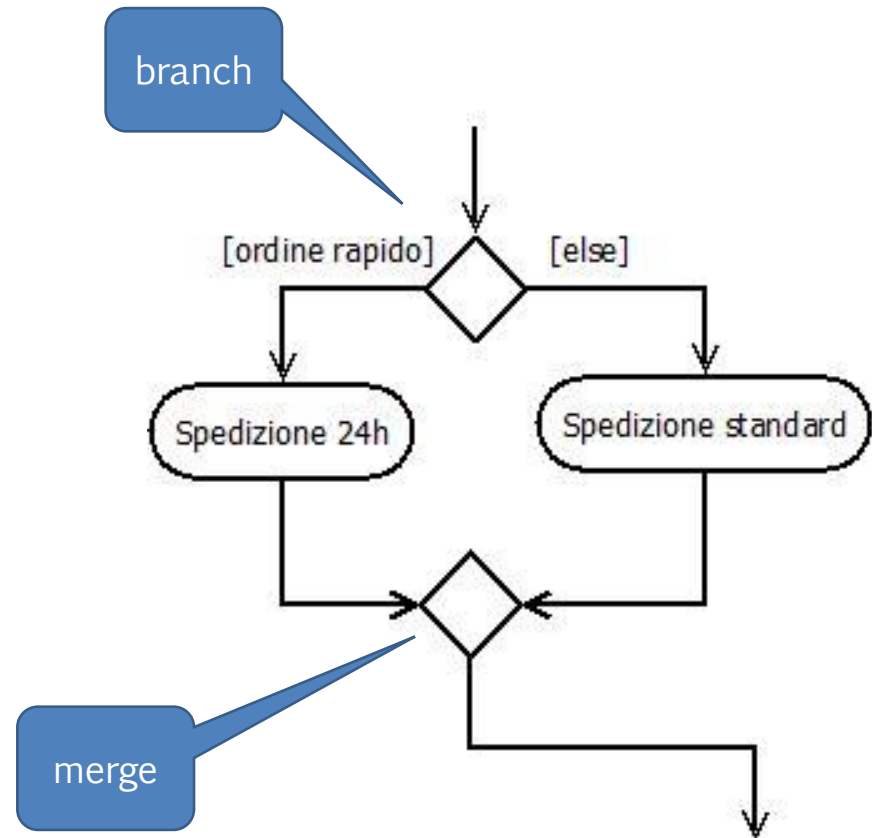 branch
[ordine rapido]
[else]
Spedizione 24h
Spedizione standard
merge